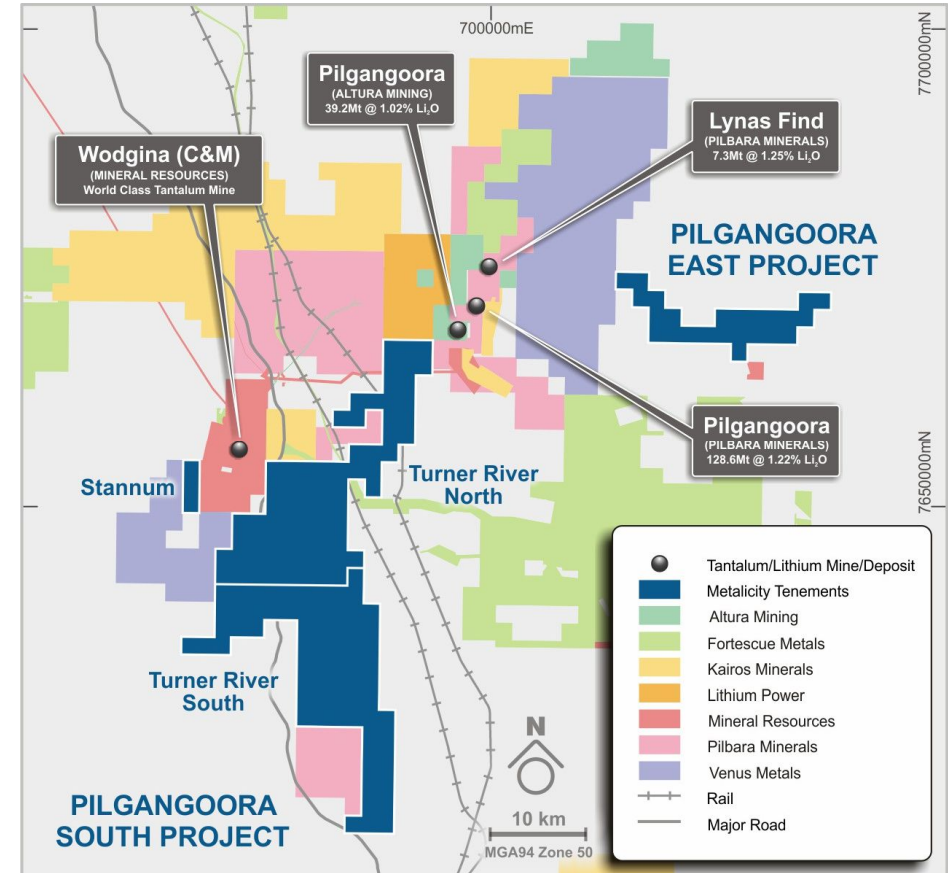 700000mE
7700000mN
Pilgangoora
(ALTURA MINING)
39.2Mt @ 1.02% Li₂O
Lynas Find
(PILBARA MINERALS)
7.3Mt @ 1.25% Li₂O
Wodgina (C&M)
(MINERAL RESOURCES)
World Class Tantalum Mine
PILGANGOORA
EAST PROJECT
Pilgangoora
(PILBARA MINERALS)
128.6Mt @ 1.22% Li₂O
Stannum
Turner River
North
7650000mN
Turner River
South
PILGANGOORA
SOUTH PROJECT
N
10 km
MGA94 Zone 50
Tantalum/Lithium Mine/Deposit
Metalicity Tenements
Altura Mining
Fortescue Metals
Kairos Minerals
Lithium Power
Mineral Resources
Pilbara Minerals
Venus Metals
Rail
Major Road